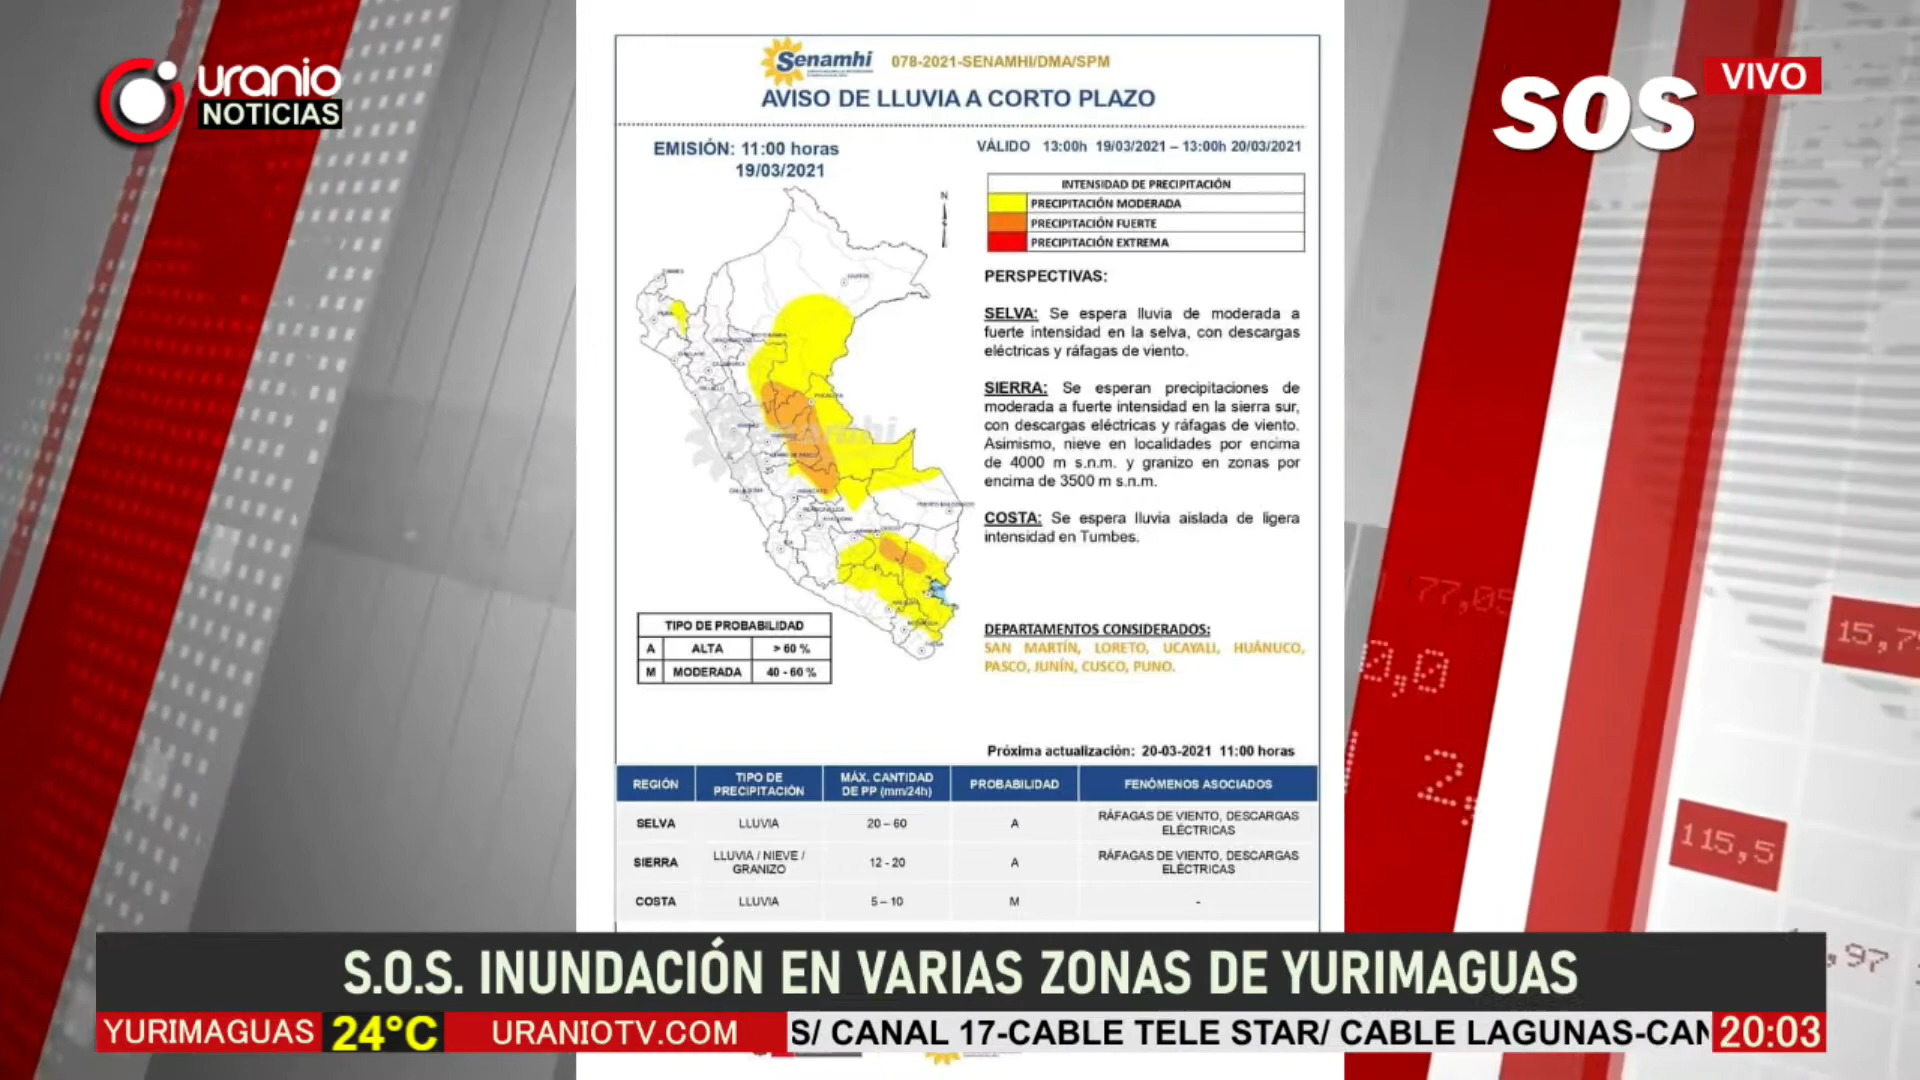 uranio
NOTICIAS
SOS
VIVO
Senamhi
078-2021-SENAMHI/DMA/SPM
AVISO DE LLUVIA A CORTO PLAZO
EMISIÓN: 11:00 horas
19/03/2021
VÁLIDO 13:00h 19/03/2021 – 13:00h 20/03/2021
N
INTENSIDAD DE PRECIPITACIÓN
PRECIPITACIÓN MODERADA
PRECIPITACIÓN FUERTE
PRECIPITACIÓN EXTREMA
PERSPECTIVAS:
SELVA: Se espera lluvia de moderada a
fuerte intensidad en la selva, con descargas
eléctricas y ráfagas de viento.
SIERRA: Se esperan precipitaciones de
moderada a fuerte intensidad en la sierra sur,
con descargas eléctricas y ráfagas de viento.
Asimismo, nieve en localidades por encima
de 4000 m s.n.m. y granizo en zonas por
encima de 3500 m s.n.m.
COSTA: Se espera lluvia aislada de ligera
intensidad en Tumbes.
TIPO DE PROBABILIDAD
A ALTA > 60 %
M MODERADA 40 - 60 %
DEPARTAMENTOS CONSIDERADOS:
SAN MARTÍN, LORETO, UCAYALI, HUÁNUCO,
PASCO, JUNÍN, CUSCO, PUNO.
Próxima actualización: 20-03-2021 11:00 horas
REGIÓN TIPO DE PRECIPITACIÓN MÁX. CANTIDAD DE PP (mm/24h) PROBABILIDAD FENÓMENOS ASOCIADOS
SELVA LLUVIA 20 – 60 A RÁFAGAS DE VIENTO, DESCARGAS ELÉCTRICAS
SIERRA LLUVIA / NIEVE / GRANIZO 12 - 20 A RÁFAGAS DE VIENTO, DESCARGAS ELÉCTRICAS
COSTA LLUVIA 5 – 10 M -
77,05
15,7
115,5
,97
S.O.S. INUNDACIÓN EN VARIAS ZONAS DE YURIMAGUAS
YURIMAGUAS 24°C URANIOTV.COM S/ CANAL 17-CABLE TELE STAR/ CABLE LAGUNAS-CAN 20:03